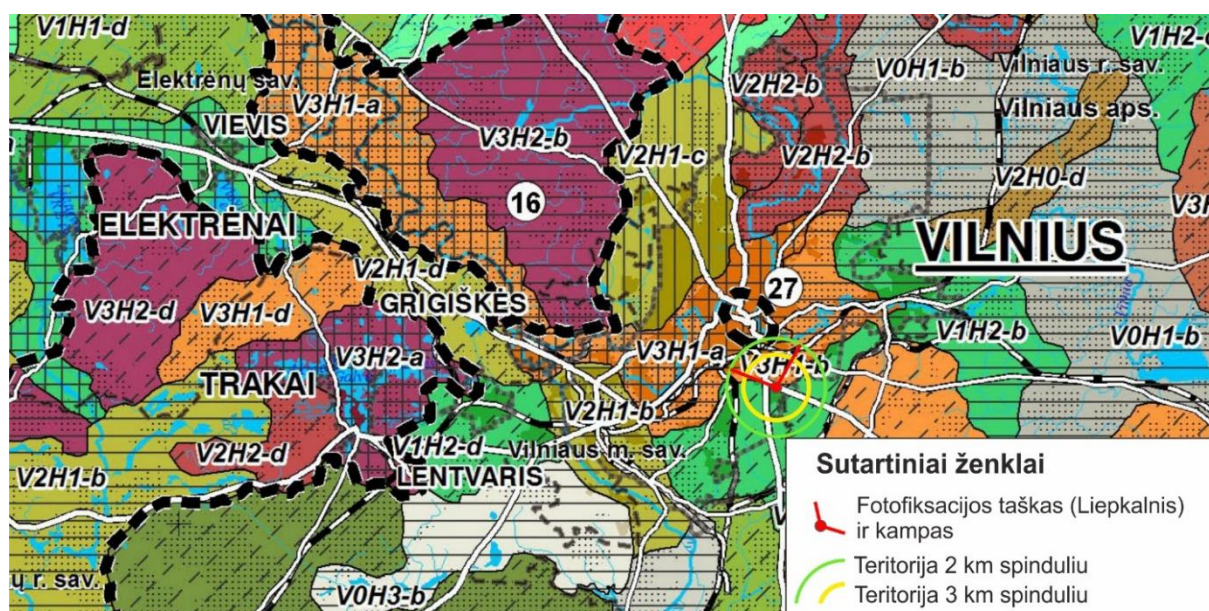 V1H1-d
Elektrėnų sav.
VIEVIS
V3H1-a
V3H2-b
V2H2-b
V0H1-b
Vilniaus r. sav.
Vilniaus aps.
V2H1-c
V2H2-b
V2H0-d
16
ELEKTRĖNAI
VILNIUS
V2H1-d
GRIGIŠKĖS
27
V3H2-d
V3H1-d
V3H2-a
V3H1-a
V1H2-b
V0H1-b
TRAKAI
V2H1-b
V2H2-d
V1H2-d
Vilniaus m. sav.
V2H1-b
LENTVARIS
V0H3-b
Sutartiniai ženklai
Fotofiksacijos taškas (Liepkalnis)
ir kampas
Teritorija 2 km spinduliu
Teritorija 3 km spinduliu